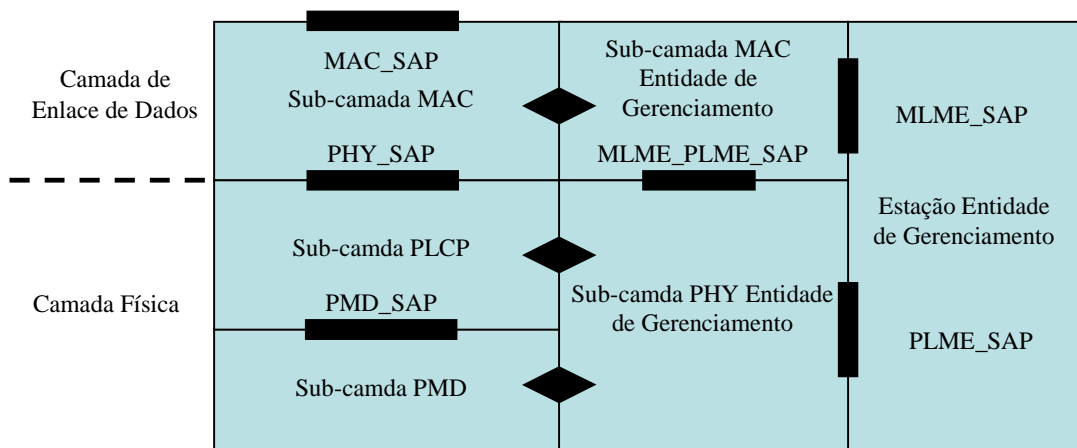 Camada de
Enlace de Dados
MAC_SAP
Sub-camada MAC
Sub-camada MAC
Entidade de
Gerenciamento
MLME_SAP
PHY_SAP
MLME_PLME_SAP
Estação Entidade
de Gerenciamento
Camada Física
Sub-camda PLCP
PMD_SAP
Sub-camda PHY Entidade
de Gerenciamento
PLME_SAP
Sub-camda PMD